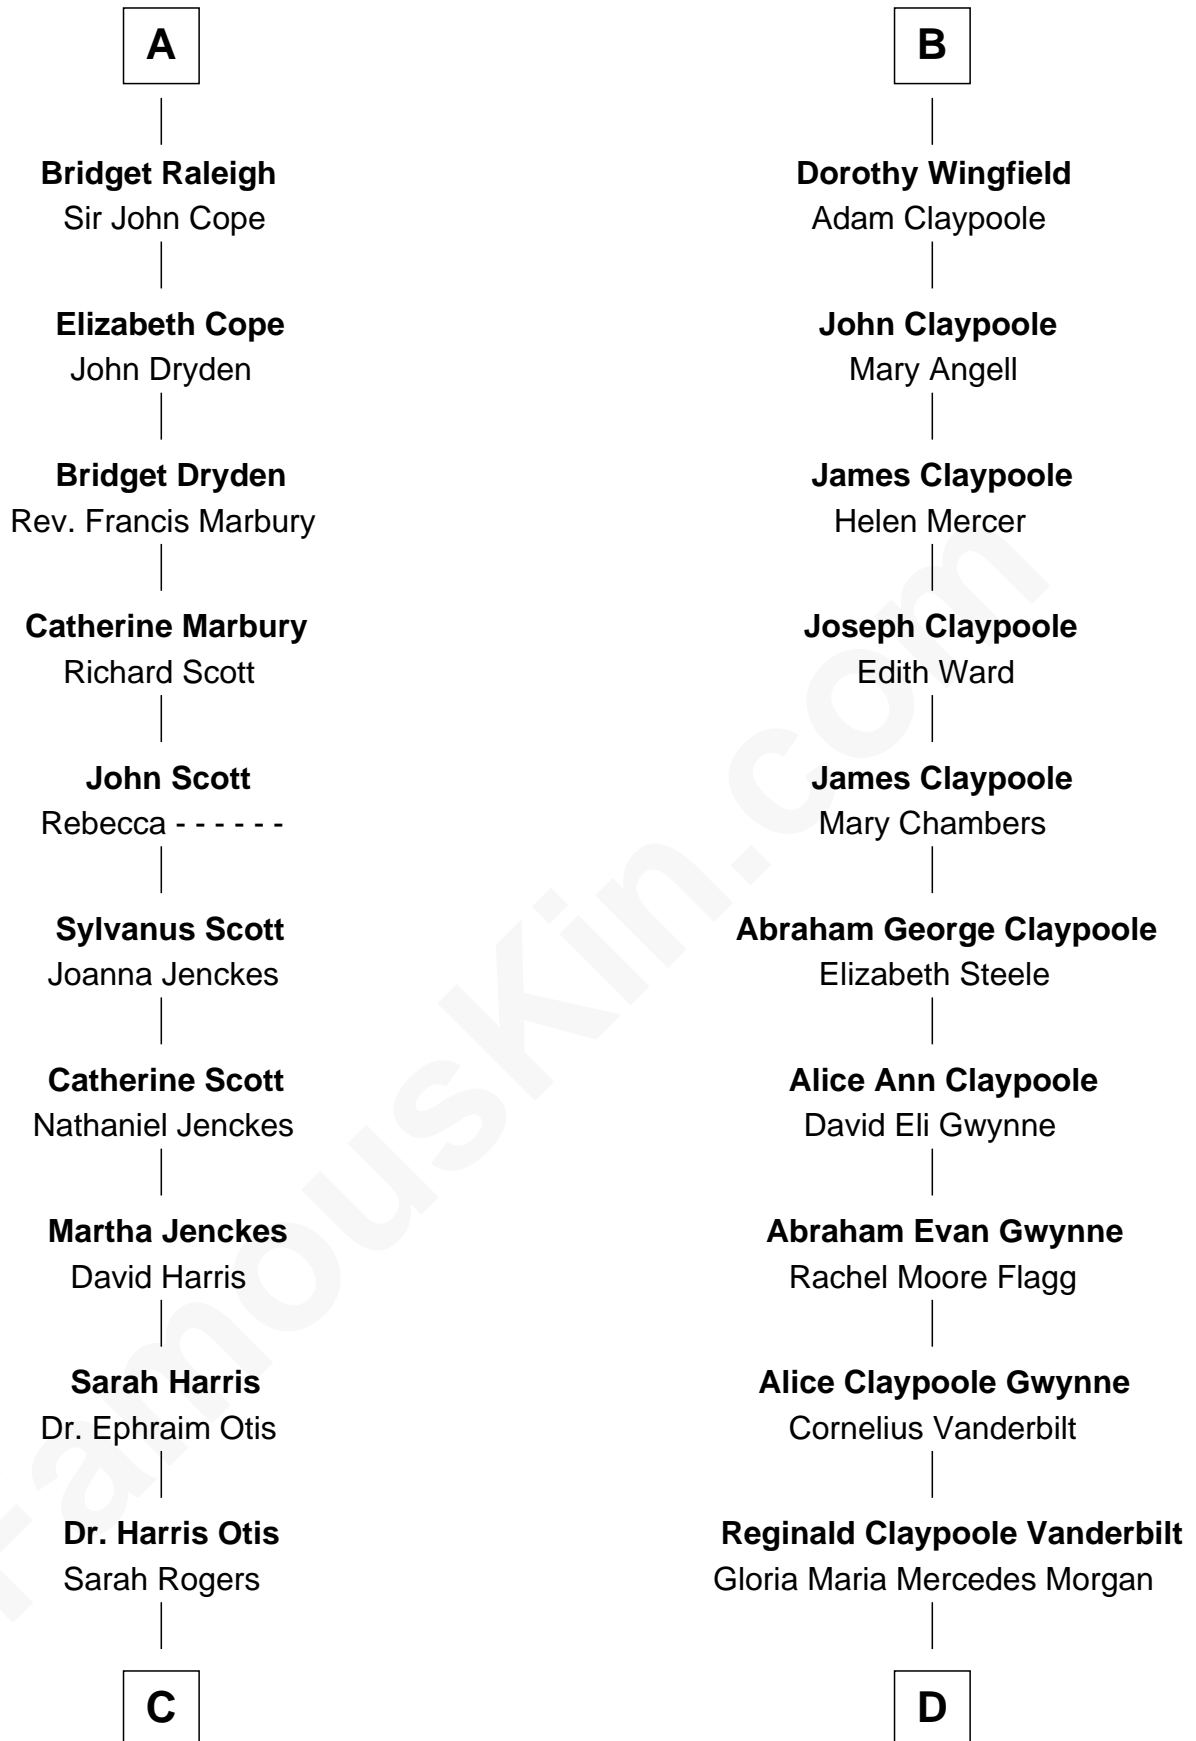 A
Bridget Raleigh
Sir John Cope
Elizabeth Cope
John Dryden
Bridget Dryden
Rev. Francis Marbury
Catherine Marbury
Richard Scott
John Scott
Rebecca - - - - - -
Sylvanus Scott
Joanna Jenckes
Catherine Scott
Nathaniel Jenckes
Martha Jenckes
David Harris
Sarah Harris
Dr. Ephraim Otis
Dr. Harris Otis
Sarah Rogers
C
B
Dorothy Wingfield
Adam Claypoole
John Claypoole
Mary Angell
James Claypoole
Helen Mercer
Joseph Claypoole
Edith Ward
James Claypoole
Mary Chambers
Abraham George Claypoole
Elizabeth Steele
Alice Ann Claypoole
David Eli Gwynne
Abraham Evan Gwynne
Rachel Moore Flagg
Alice Claypoole Gwynne
Cornelius Vanderbilt
Reginald Claypoole Vanderbilt
Gloria Maria Mercedes Morgan
D
FamousKin.com